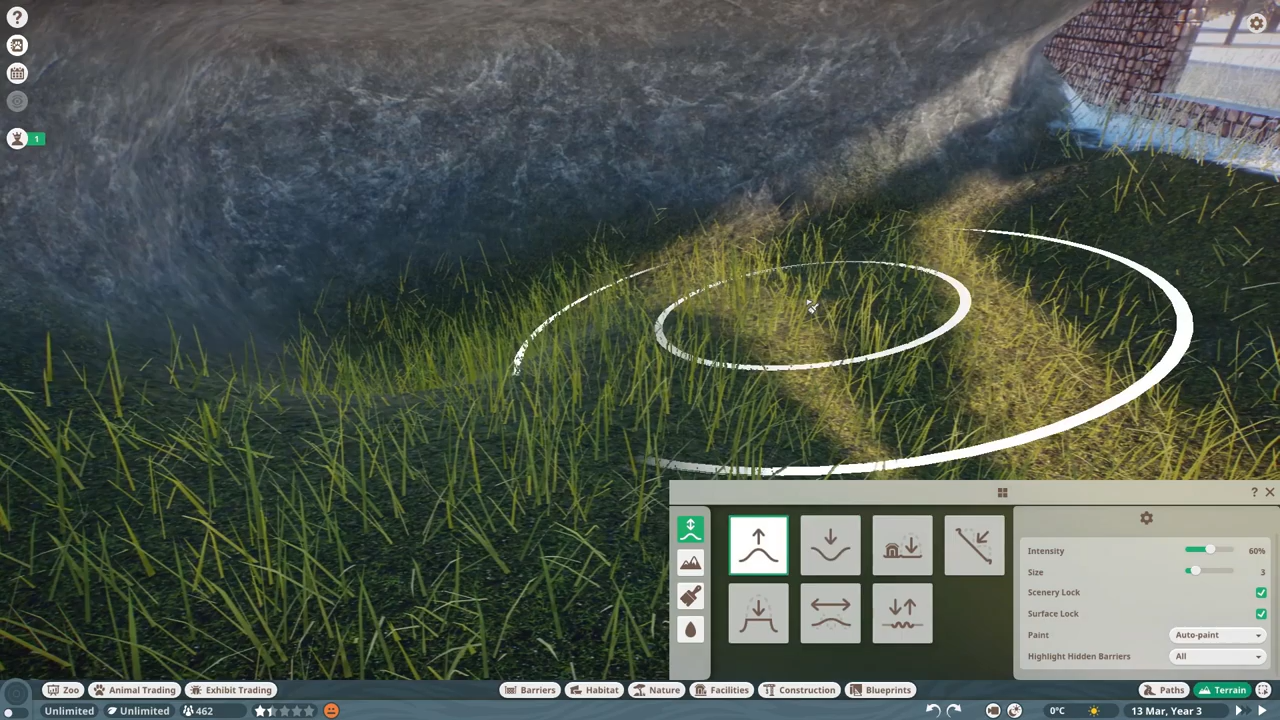 ?
1
? 
Intensity 60%
Size 3
Scenery Lock
Surface Lock
Paint Auto-paint
Highlight Hidden Barriers All
Zoo Animal Trading Exhibit Trading Barriers Habitat Nature Facilities Construction Blueprints Paths Terrain
Unlimited Unlimited 462 0°C 13 Mar, Year 3